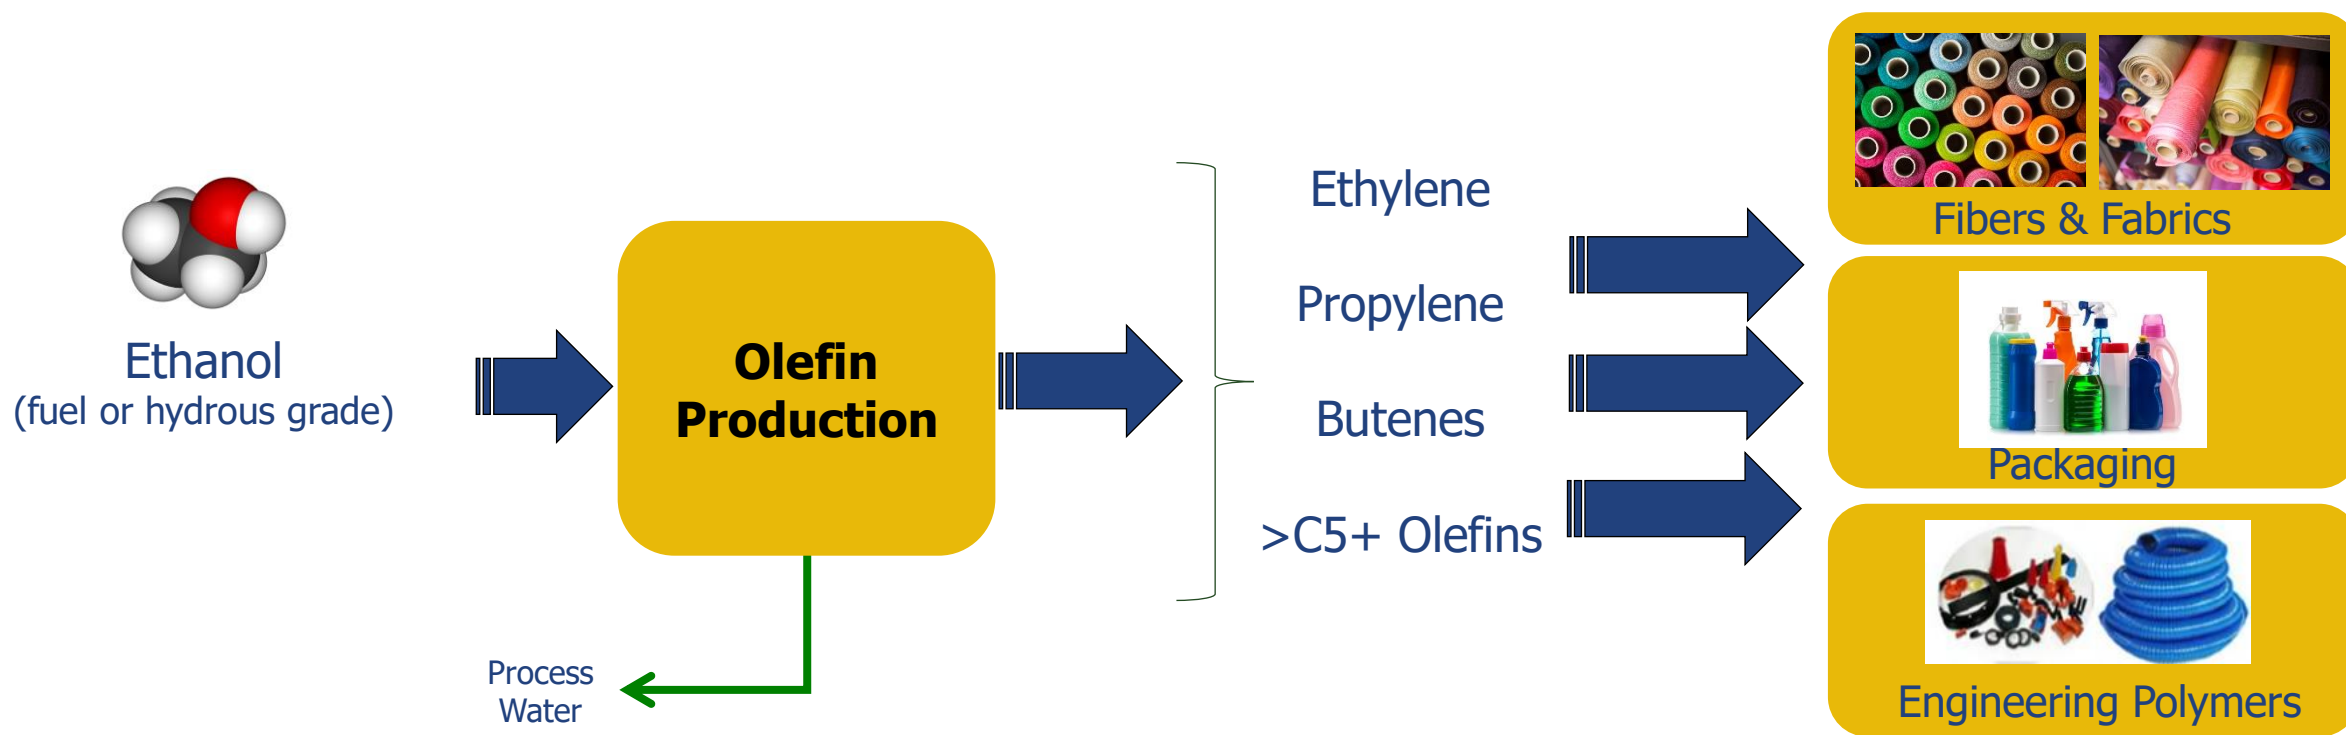 Ethanol
(fuel or hydrous grade)
Olefin
Production
Process
Water
Ethylene
Propylene
Butenes
>C5+ Olefins
Fibers & Fabrics
Packaging
Engineering Polymers